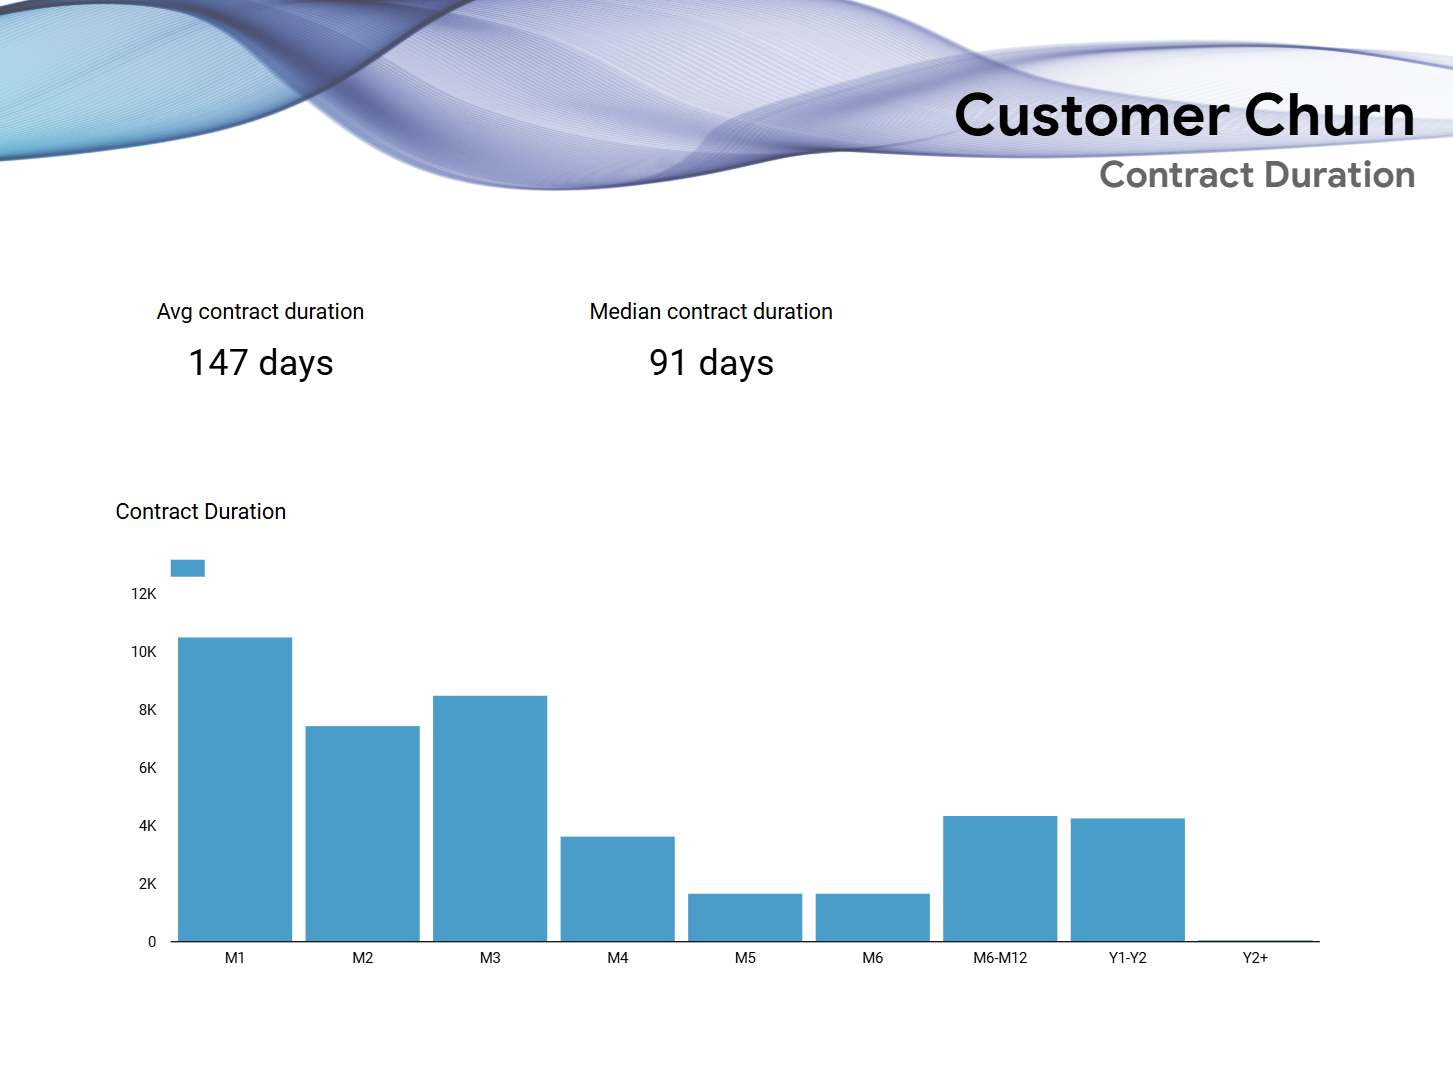 Customer Churn
Contract Duration
Avg contract duration
Median contract duration
147 days
91 days
Contract Duration
12K
10K
8K
6K
4K
2K
0
M1 M2 M3 M4 M5 M6 M6-M12 Y1-Y2 Y2+